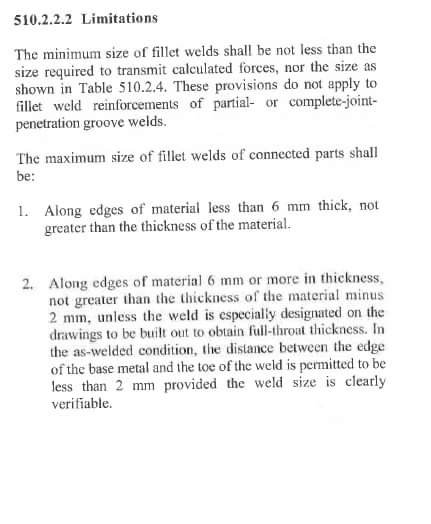 510.2.2.2 Limitations
The minimum size of fillet welds shall be not less than the
size required to transmit calculated forces, nor the size as
shown in Table 510.2.4. These provisions do not apply to
fillet weld reinforcements of partial- or complete-joint-
penetration groove welds.
The maximum size of fillet welds of connected parts shall
be:
1. Along edges of material less than 6 mm thick, not
greater than the thickness of the material.
2. Along edges of material 6 mm or more in thickness,
not greater than the thickness of the material minus
2 mm, unless the weld is especially designated on the
drawings to be built out to obtain full-throat thickness. In
the as-welded condition, the distance between the edge
of the base metal and the toe of the weld is permitted to be
less than 2 mm provided the weld size is clearly
verifiable.